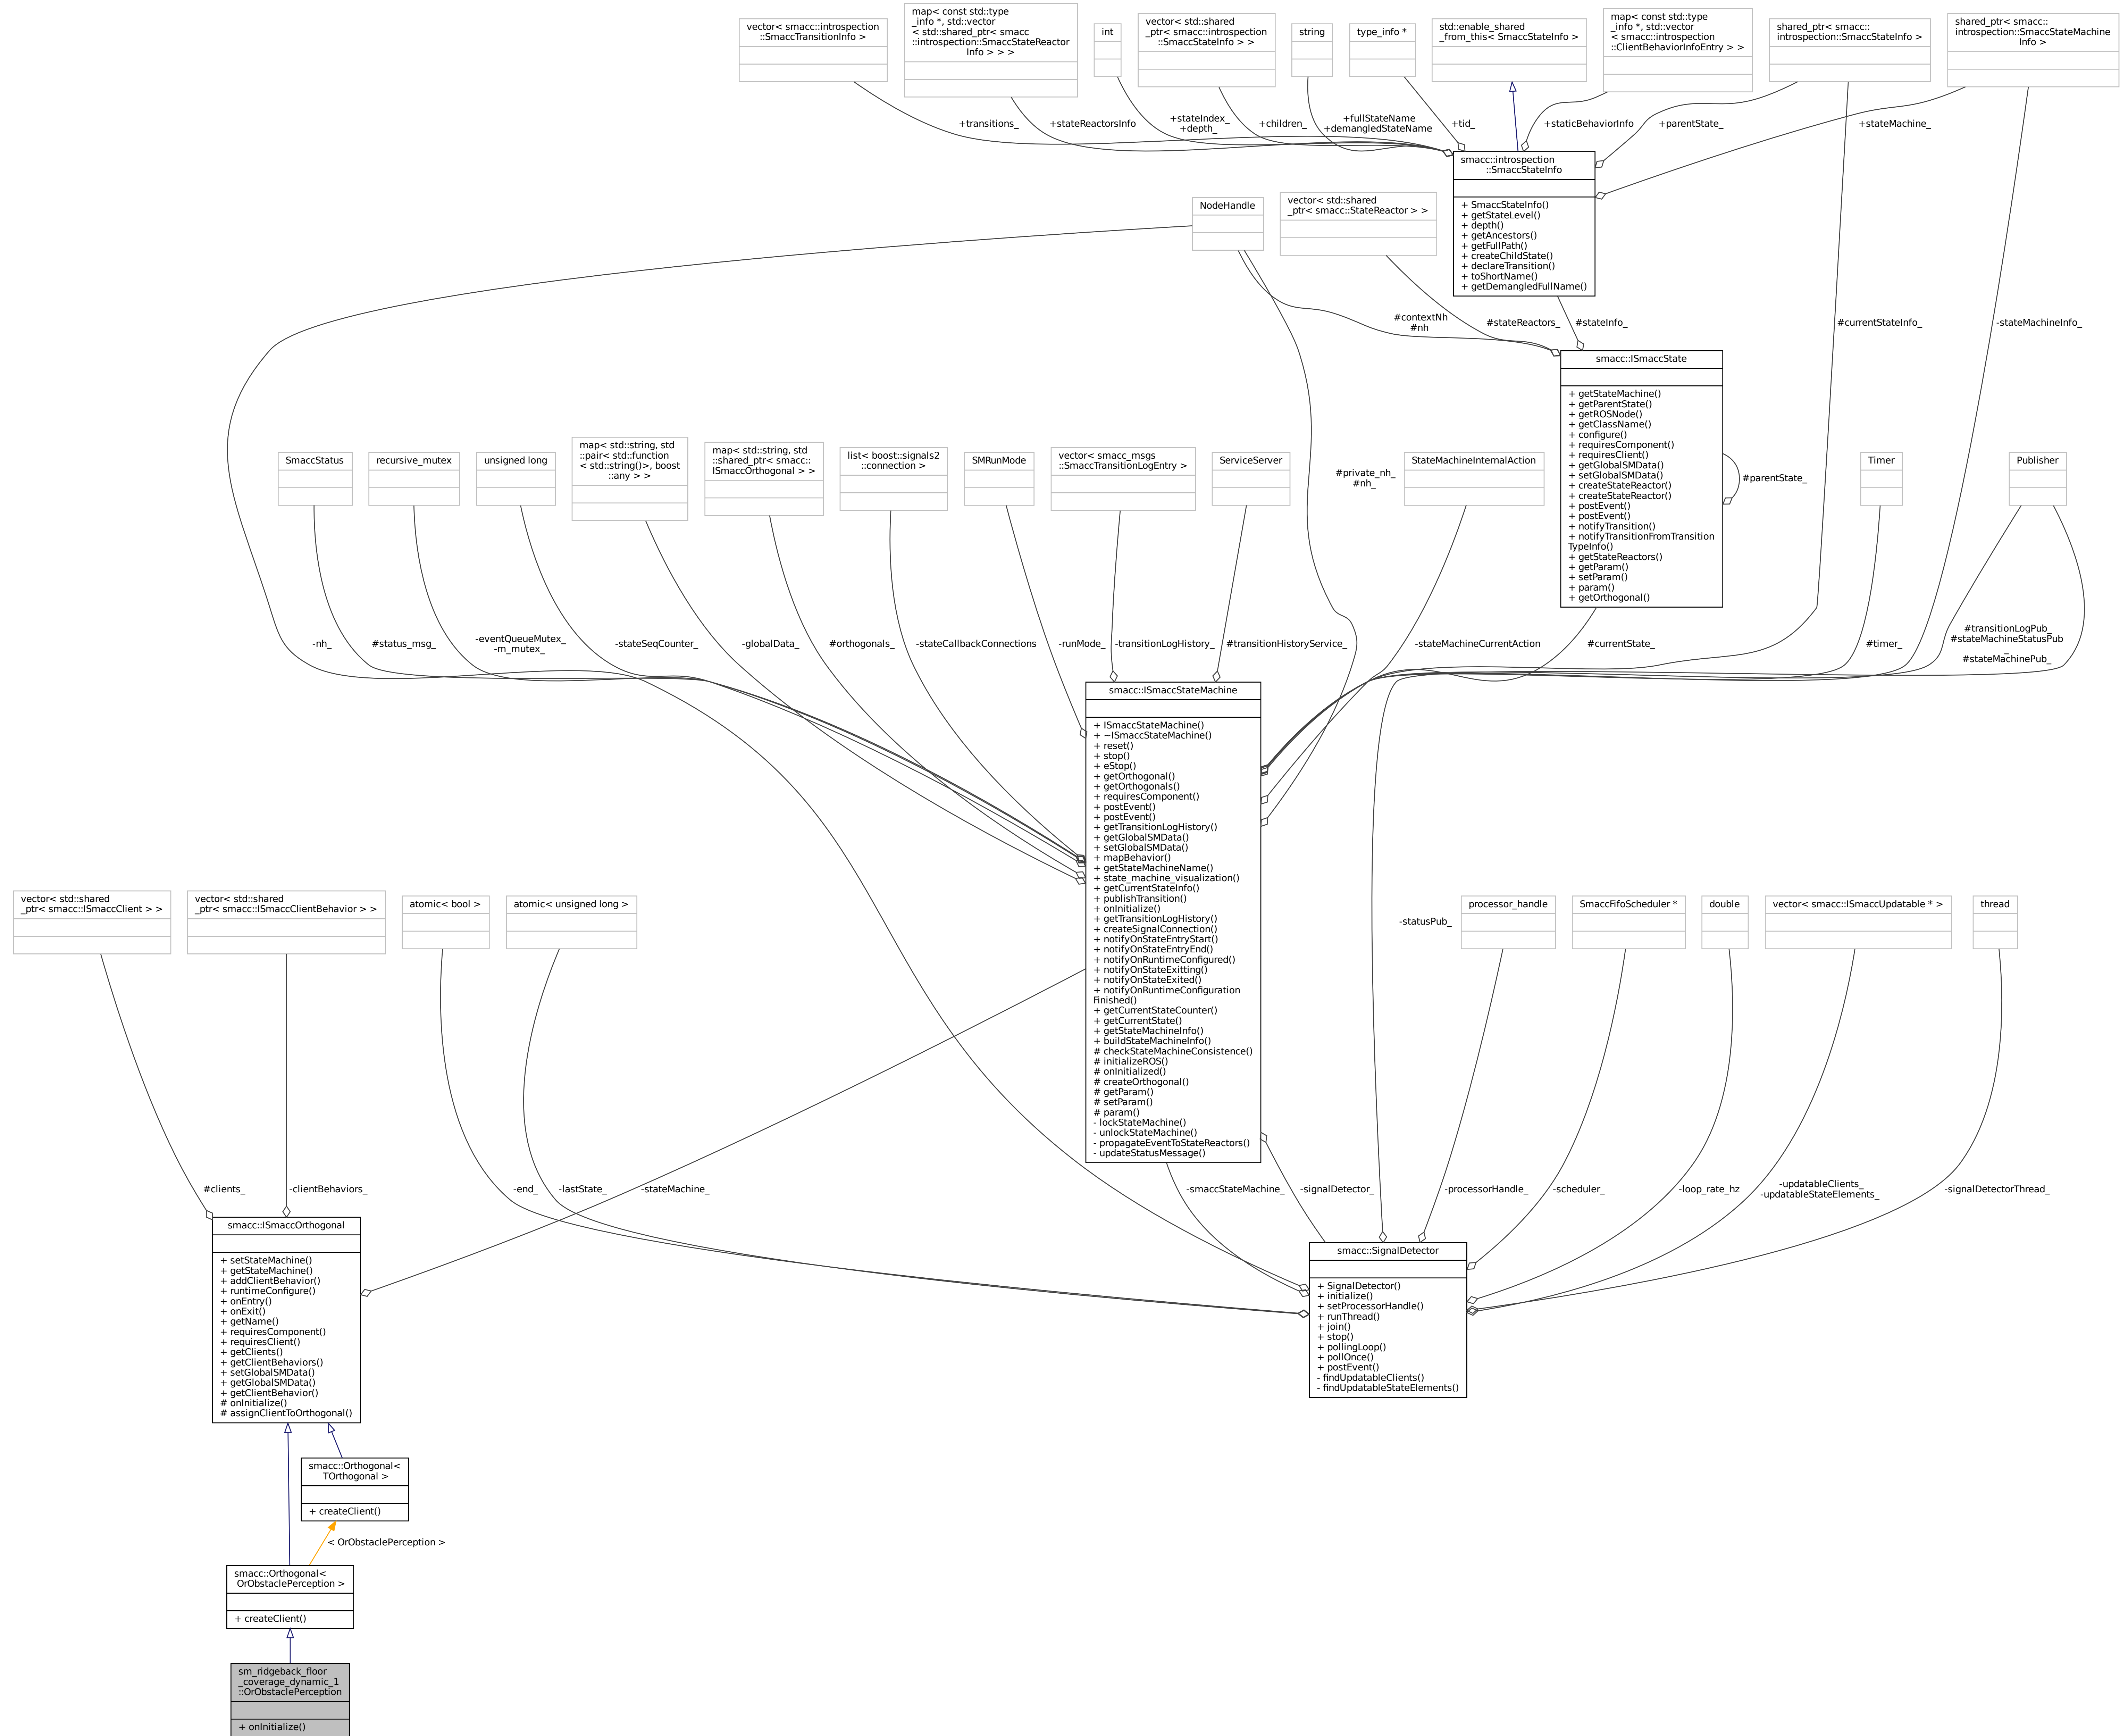 vector< smacc::introspection
::SmaccTransitionInfo >
map< const std::type
_info *, std::vector
< std::shared_ptr< smacc
::introspection::SmaccStateReactor
Info > > >
int
vector< std::shared
_ptr< smacc::introspection
::SmaccStateInfo > >
string
type_info *
std::enable_shared
_from_this< SmaccStateInfo >
map< const std::type
_info *, std::vector
< smacc::introspection
::ClientBehaviorInfoEntry > >
shared_ptr< smacc::
introspection::SmaccStateInfo >
shared_ptr< smacc::
introspection::SmaccStateMachine
Info >
+transitions_
+stateReactorsInfo
+stateIndex_
+depth_
+children_
+fullStateName
+demangledStateName
+tid_
+staticBehaviorInfo
+parentState_
+stateMachine_
smacc::introspection
::SmaccStateInfo
+ SmaccStateInfo()
+ getStateLevel()
+ depth()
+ getAncestors()
+ getFullPath()
+ createChildState()
+ declareTransition()
+ toShortName()
+ getDemangledFullName()
NodeHandle
vector< std::shared
_ptr< smacc::StateReactor > >
#contextNh
#nh
#stateReactors_
#stateInfo_
#currentStateInfo_
-stateMachineInfo_
smacc::ISmaccState
+ getStateMachine()
+ getParentState()
+ getROSNode()
+ getClassName()
+ configure()
+ requiresComponent()
+ requiresClient()
+ getGlobalSMData()
+ setGlobalSMData()
+ createStateReactor()
+ createStateReactor()
+ postEvent()
+ postEvent()
+ notifyTransition()
+ notifyTransitionFromTransition
TypeInfo()
+ getStateReactors()
+ getParam()
+ setParam()
+ param()
+ getOrthogonal()
#parentState_
SmaccStatus
recursive_mutex
unsigned long
map< std::string, std
::pair< std::function
< std::string()>, boost
::any > >
map< std::string, std
::shared_ptr< smacc::
ISmaccOrthogonal > >
list< boost::signals2
::connection >
SMRunMode
vector< smacc_msgs
::SmaccTransitionLogEntry >
ServiceServer
#private_nh_
#nh_
StateMachineInternalAction
Timer
Publisher
-nh_
#status_msg_
-eventQueueMutex_
-m_mutex_
-stateSeqCounter_
-globalData_
#orthogonals_
-stateCallbackConnections
-runMode_
-transitionLogHistory_
#transitionHistoryService_
-stateMachineCurrentAction
#currentState_
#timer_
#transitionLogPub_
#stateMachineStatusPub
_
#stateMachinePub_
smacc::ISmaccStateMachine
+ ISmaccStateMachine()
+ ~ISmaccStateMachine()
+ reset()
+ stop()
+ eStop()
+ getOrthogonal()
+ getOrthogonals()
+ requiresComponent()
+ postEvent()
+ postEvent()
+ getTransitionLogHistory()
+ getGlobalSMData()
+ setGlobalSMData()
+ mapBehavior()
+ getStateMachineName()
+ state_machine_visualization()
+ getCurrentStateInfo()
+ publishTransition()
+ onInitialize()
+ getTransitionLogHistory()
+ createSignalConnection()
+ notifyOnStateEntryStart()
+ notifyOnStateEntryEnd()
+ notifyOnRuntimeConfigured()
+ notifyOnStateExitting()
+ notifyOnStateExited()
+ notifyOnRuntimeConfiguration
Finished()
+ getCurrentStateCounter()
+ getCurrentState()
+ getStateMachineInfo()
+ buildStateMachineInfo()
# checkStateMachineConsistence()
# initializeROS()
# onInitialized()
# createOrthogonal()
# getParam()
# setParam()
# param()
- lockStateMachine()
- unlockStateMachine()
- propagateEventToStateReactors()
- updateStatusMessage()
vector< std::shared
_ptr< smacc::ISmaccClient > >
vector< std::shared
_ptr< smacc::ISmaccClientBehavior > >
atomic< bool >
atomic< unsigned long >
-statusPub_
processor_handle
SmaccFifoScheduler *
double
vector< smacc::ISmaccUpdatable * >
thread
#clients_
-clientBehaviors_
-end_
-lastState_
-stateMachine_
-smaccStateMachine_
-signalDetector_
-processorHandle_
-scheduler_
-loop_rate_hz
-updatableClients_
-updatableStateElements_
-signalDetectorThread_
smacc::ISmaccOrthogonal
+ setStateMachine()
+ getStateMachine()
+ addClientBehavior()
+ runtimeConfigure()
+ onEntry()
+ onExit()
+ getName()
+ requiresComponent()
+ requiresClient()
+ getClients()
+ getClientBehaviors()
+ setGlobalSMData()
+ getGlobalSMData()
+ getClientBehavior()
# onInitialize()
# assignClientToOrthogonal()
smacc::SignalDetector
+ SignalDetector()
+ initialize()
+ setProcessorHandle()
+ runThread()
+ join()
+ stop()
+ pollingLoop()
+ pollOnce()
+ postEvent()
- findUpdatableClients()
- findUpdatableStateElements()
smacc::Orthogonal<
TOrthogonal >
+ createClient()
< OrObstaclePerception >
smacc::Orthogonal<
OrObstaclePerception >
+ createClient()
sm_ridgeback_floor
_coverage_dynamic_1
::OrObstaclePerception
+ onInitialize()